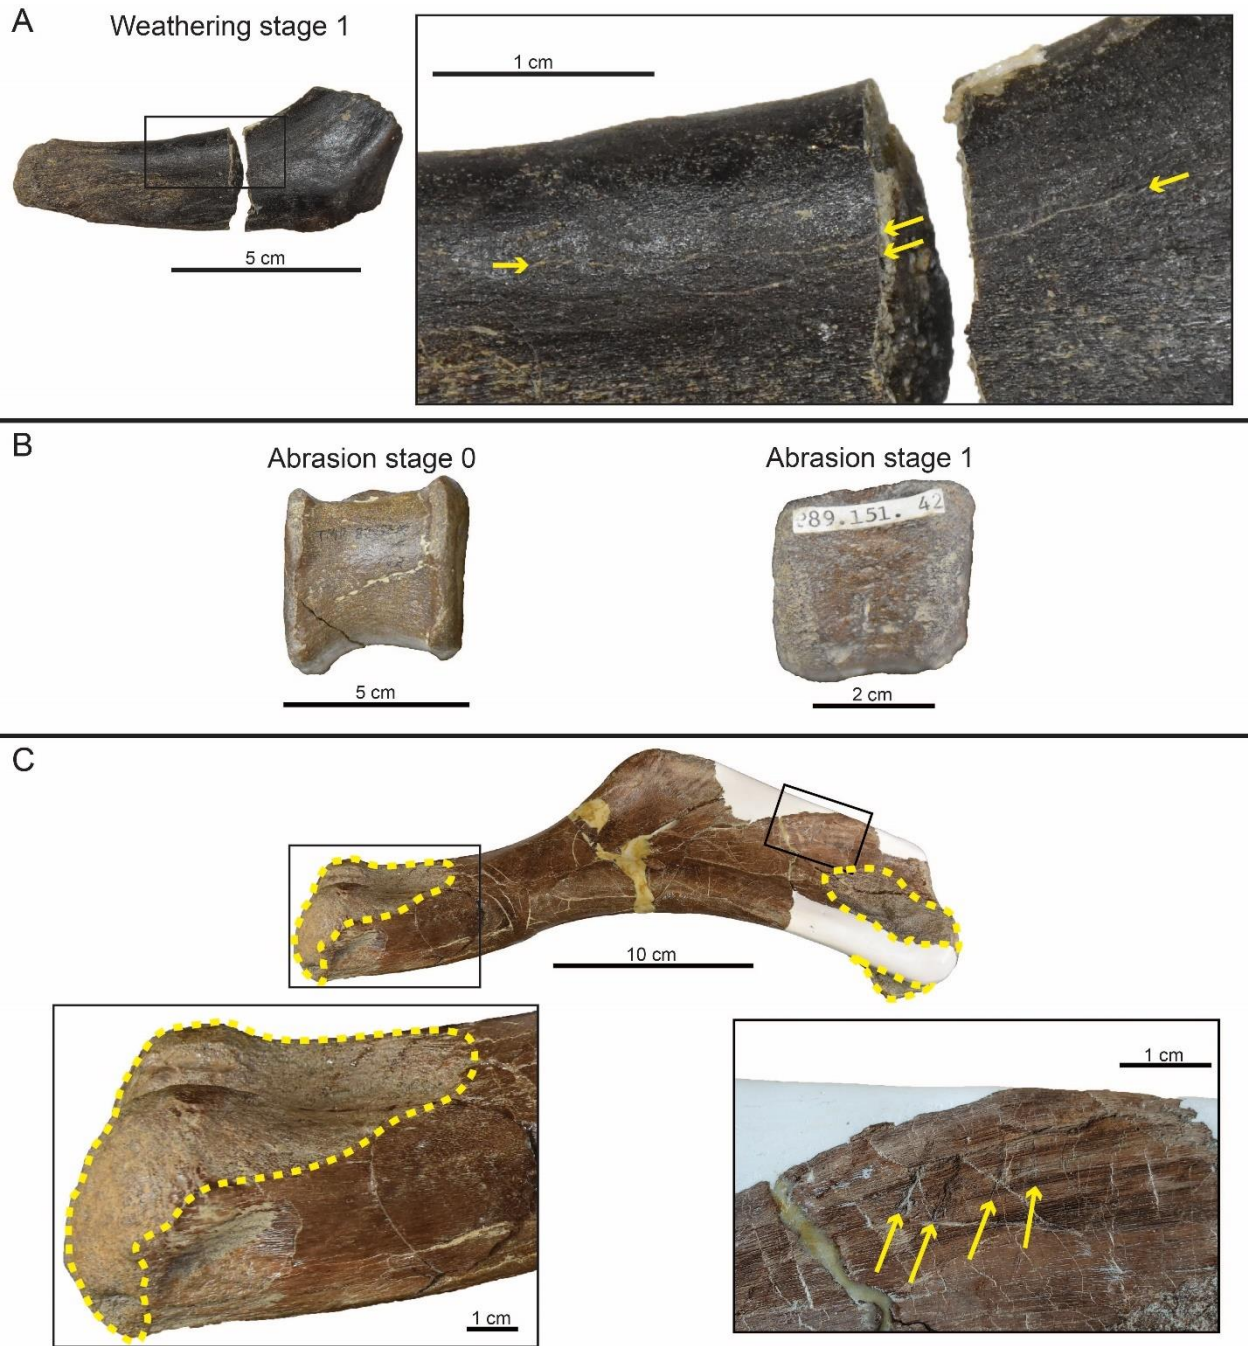 A
Weathering stage 1
5 cm
1 cm
B
Abrasion stage 0
5 cm
Abrasion stage 1
89.151. 42
2 cm
C
10 cm
1 cm
1 cm